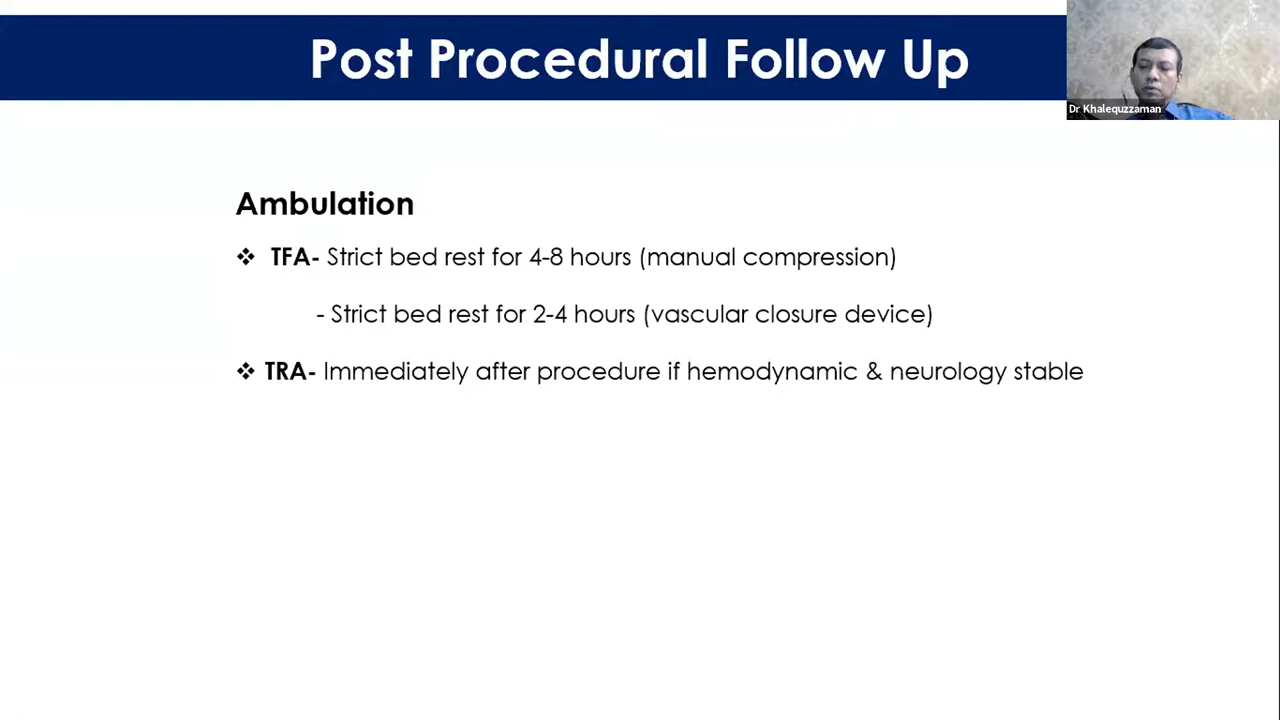 Post Procedural Follow Up
Dr Khalequzzaman
Ambulation
❖ TFA- Strict bed rest for 4-8 hours (manual compression)
- Strict bed rest for 2-4 hours (vascular closure device)
❖ TRA- Immediately after procedure if hemodynamic & neurology stable